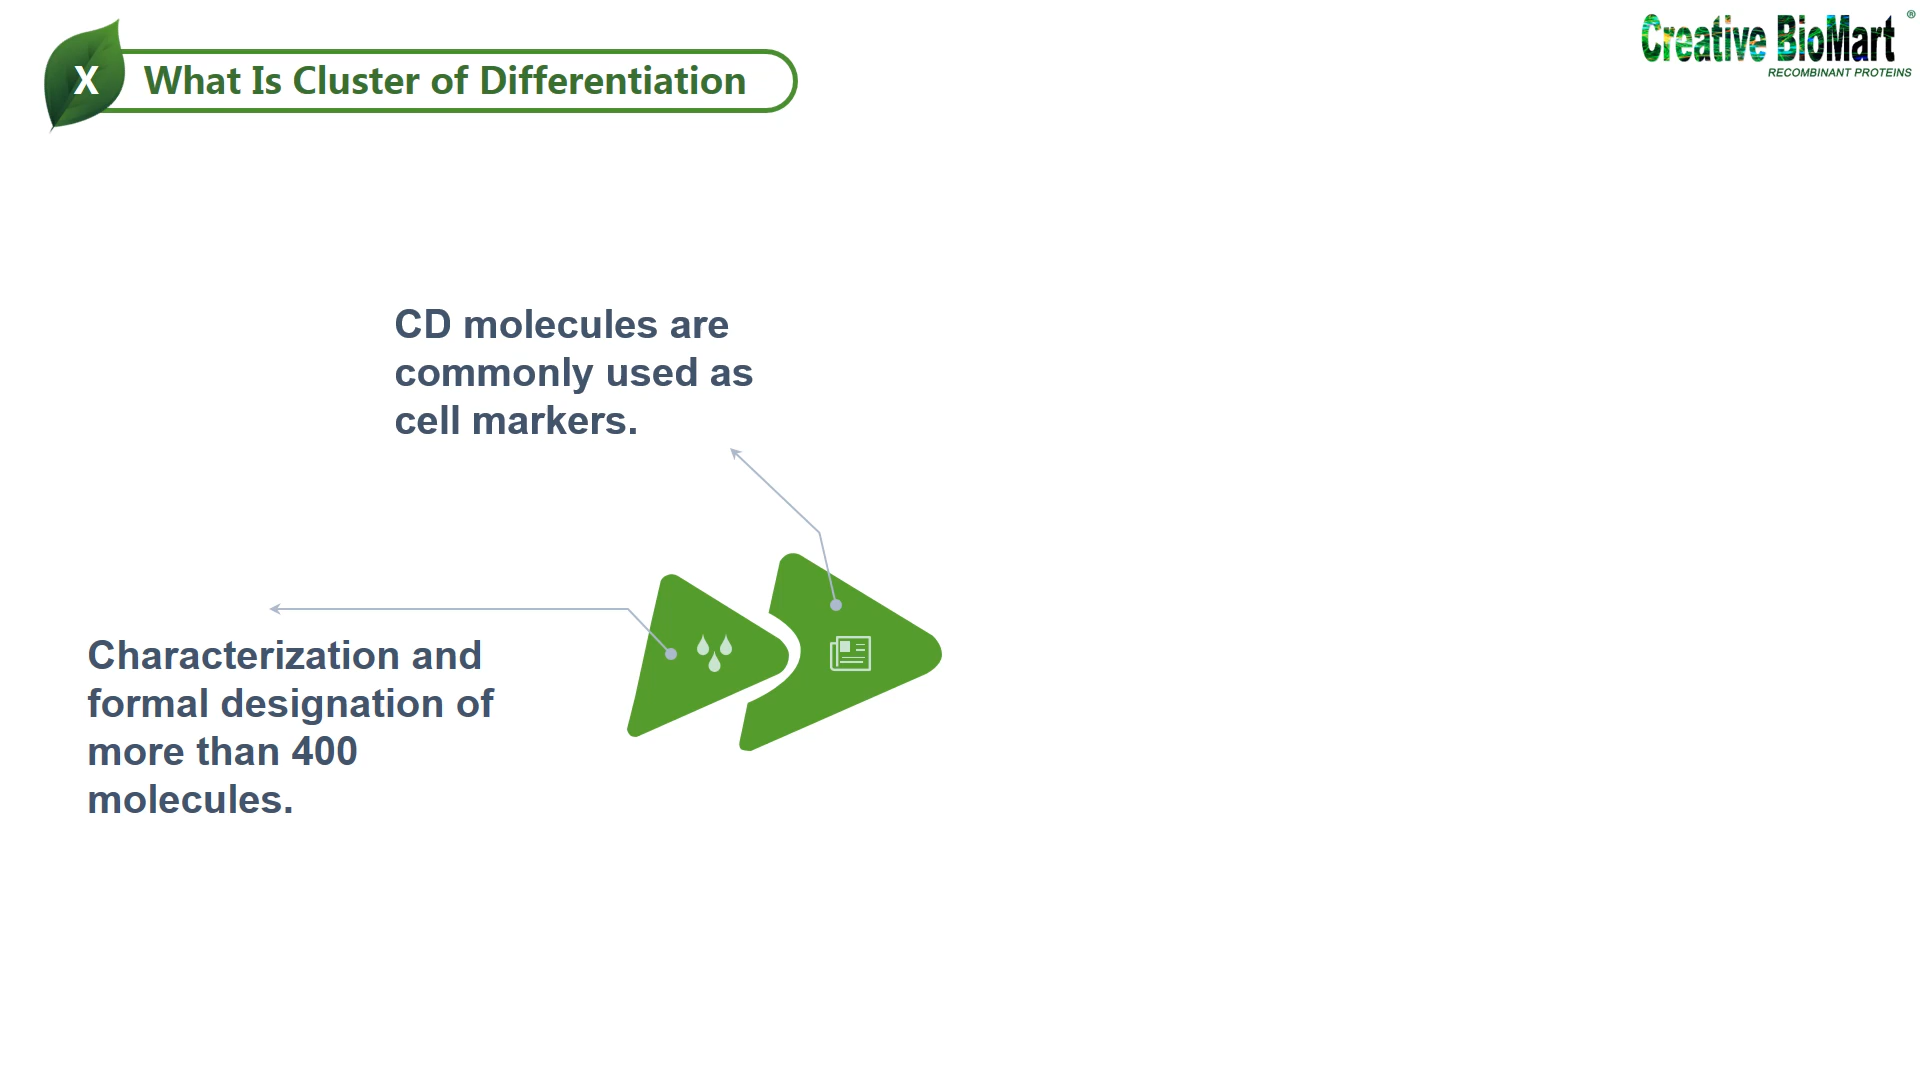 X
What Is Cluster of Differentiation
Creative BioMart ®
RECOMBINANT PROTEINS
CD molecules are
commonly used as
cell markers.
Characterization and
formal designation of
more than 400
molecules.